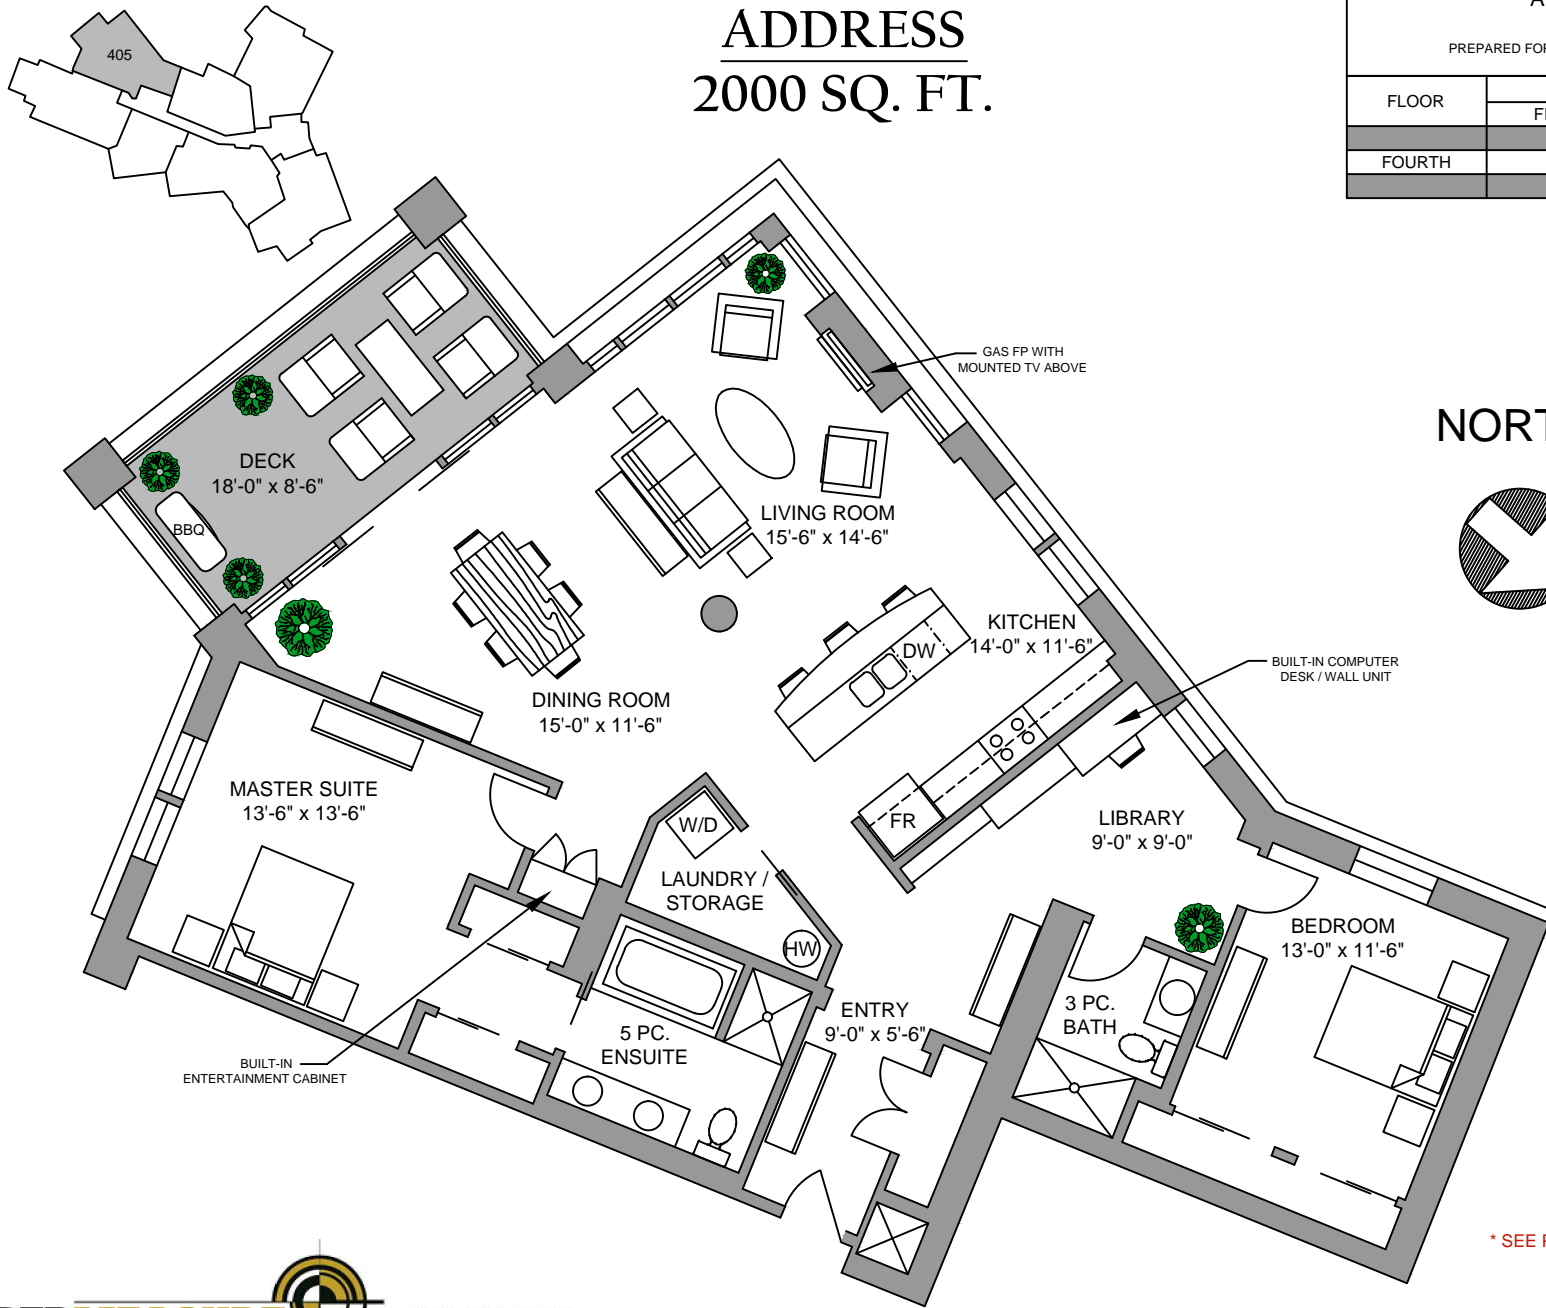 ADDRESS
2000 SQ. FT.
405
PREPARED FOR
FLOOR
FOURTH
GAS FP WITH
MOUNTED TV ABOVE
NORT
DECK
18'-0" x 8'-6"
BBQ
LIVING ROOM
15'-6" x 14'-6"
KITCHEN
14'-0" x 11'-6"
DW
BUILT-IN COMPUTER
DESK / WALL UNIT
DINING ROOM
15'-0" x 11'-6"
MASTER SUITE
13'-6" x 13'-6"
W/D
FR
LIBRARY
9'-0" x 9'-0"
LAUNDRY /
STORAGE
HW
BEDROOM
13'-0" x 11'-6"
ENTRY
9'-0" x 5'-6"
3 PC.
BATH
5 PC.
ENSUITE
BUILT-IN
ENTERTAINMENT CABINET
* SEE